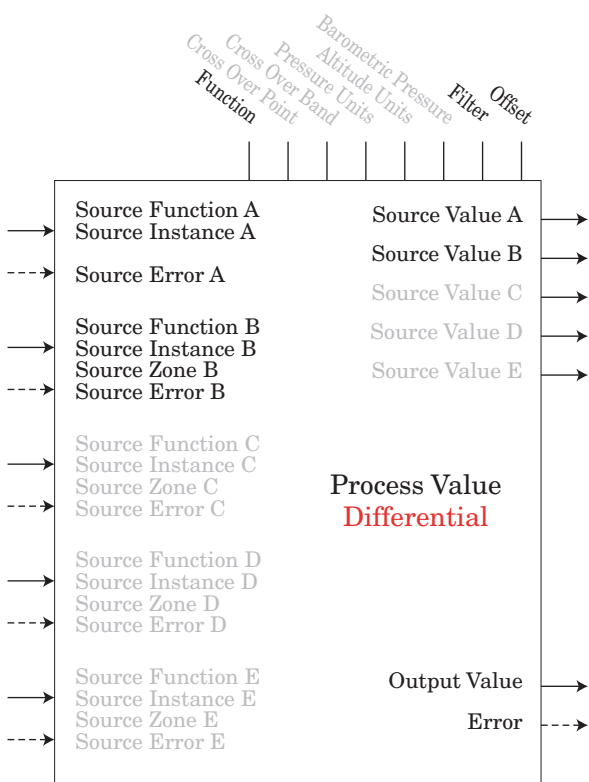 Function
Cross Over Point
Cross Over Band
Pressure Units
Altitude Units
Barometric Pressure
Filter
Offset
Source Function A
Source Instance A
Source Error A
Source Function B
Source Instance B
Source Zone B
Source Error B
Source Function C
Source Instance C
Source Zone C
Source Error C
Source Function D
Source Instance D
Source Zone D
Source Error D
Source Function E
Source Instance E
Source Zone E
Source Error E
Source Value A
Source Value B
Source Value C
Source Value D
Source Value E
Process Value
Differential
Output Value
Error